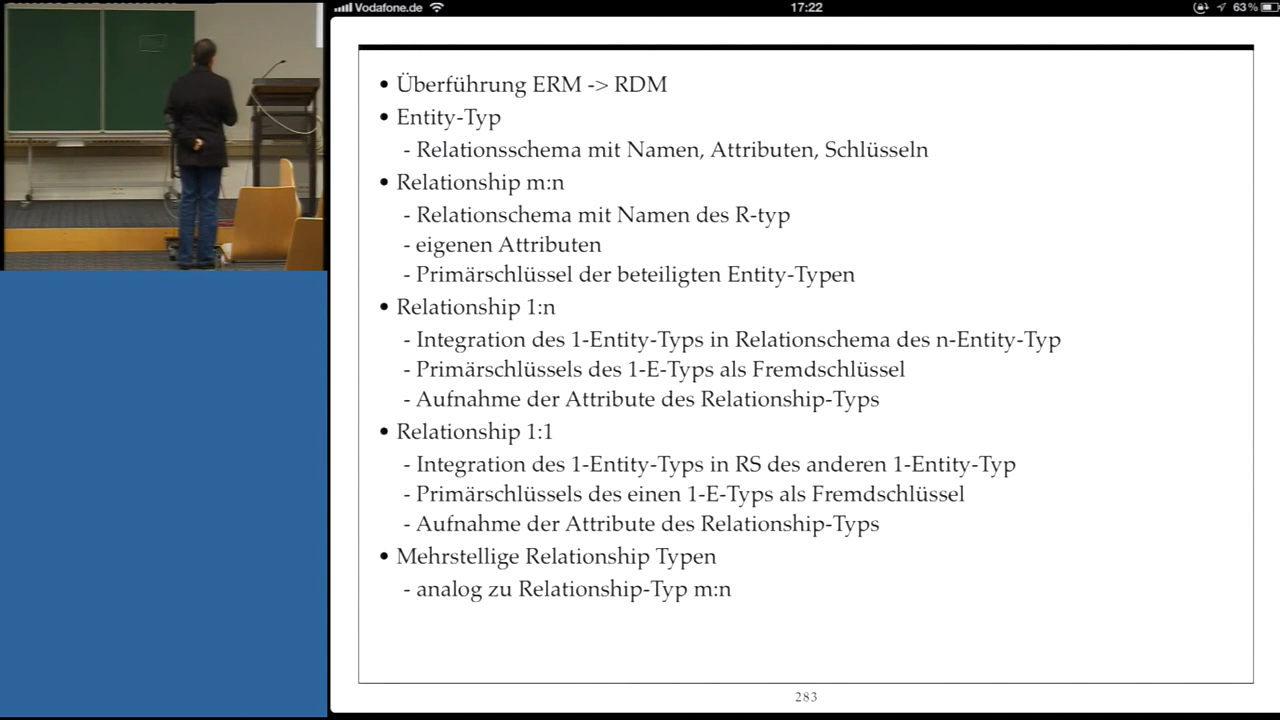 Vodafone.de
17:22
63%
• Überführung ERM -> RDM
• Entity-Typ
- Relationsschema mit Namen, Attributen, Schlüsseln
• Relationship m:n
- Relationschema mit Namen des R-typ
- eigenen Attributen
- Primärschlüssel der beteiligten Entity-Typen
• Relationship 1:n
- Integration des 1-Entity-Typs in Relationschema des n-Entity-Typ
- Primärschlüssels des 1-E-Typs als Fremdschlüssel
- Aufnahme der Attribute des Relationship-Typs
• Relationship 1:1
- Integration des 1-Entity-Typs in RS des anderen 1-Entity-Typ
- Primärschlüssels des einen 1-E-Typs als Fremdschlüssel
- Aufnahme der Attribute des Relationship-Typs
• Mehrstellige Relationship Typen
- analog zu Relationship-Typ m:n
283